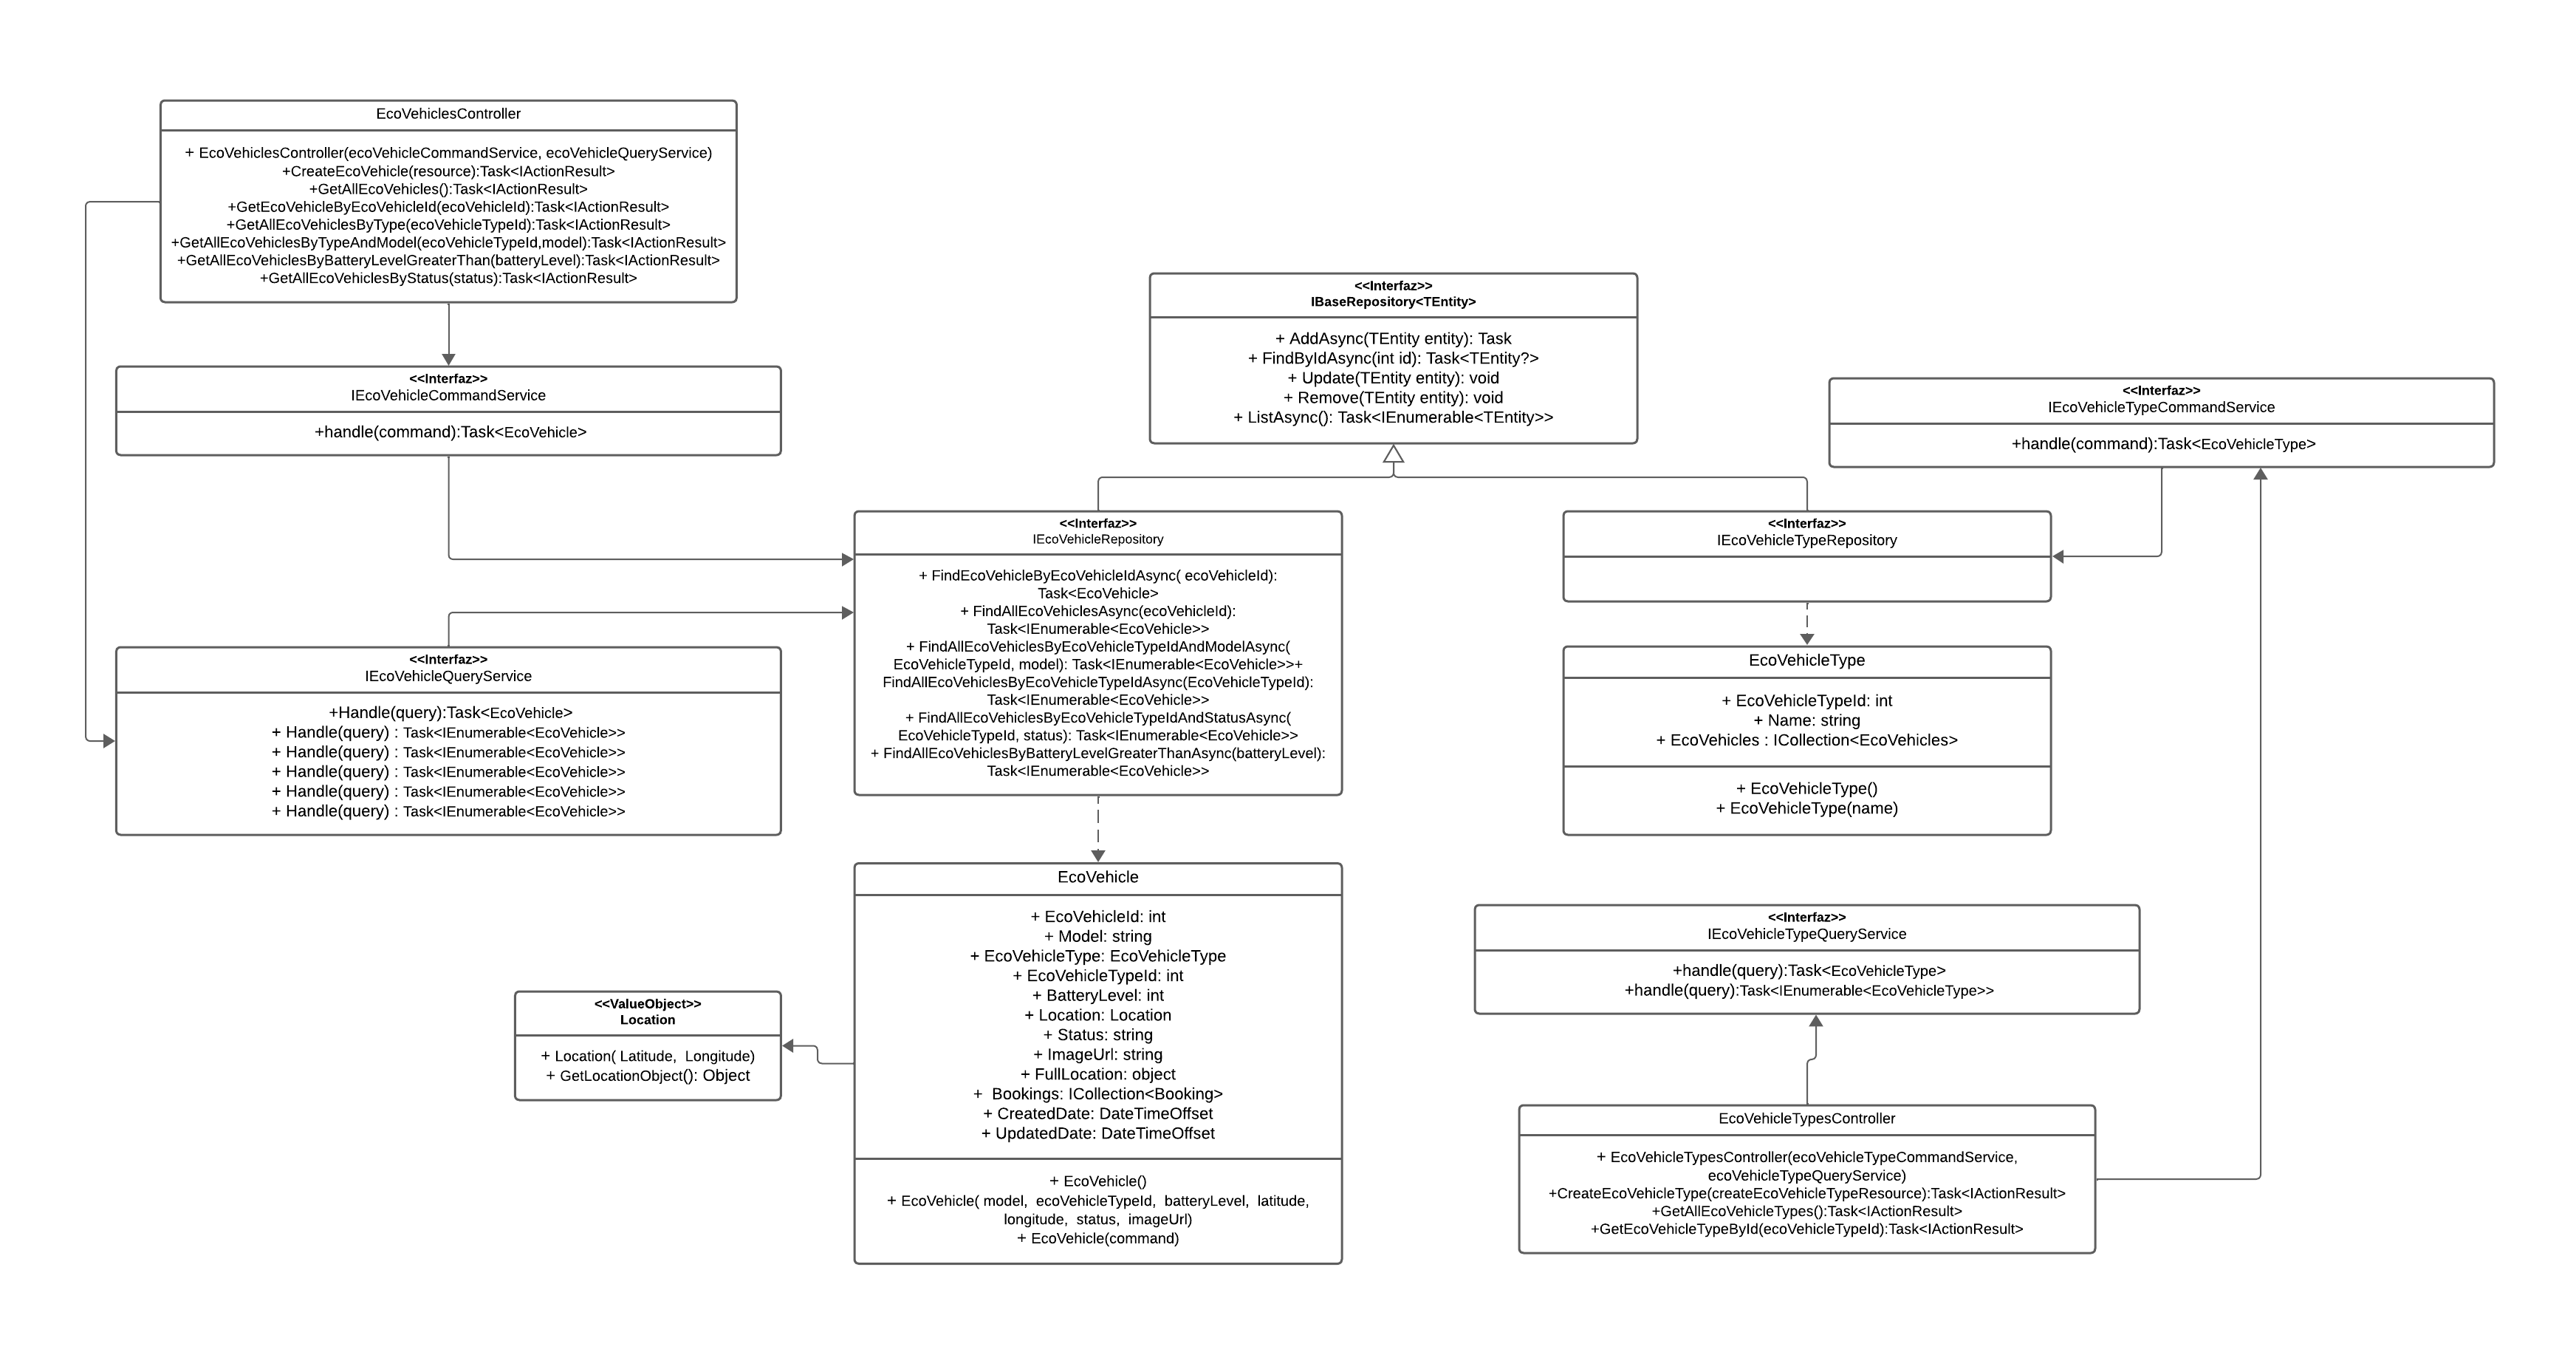 EcoVehiclesController
+ EcoVehiclesController(ecoVehicleCommandService, ecoVehicleQueryService)
+CreateEcoVehicle(resource):Task<IActionResult>
+GetAllEcoVehicles():Task<IActionResult>
+GetEcoVehicleByEcoVehicleId(ecoVehicleId):Task<IActionResult>
+GetAllEcoVehiclesByType(ecoVehicleTypeId):Task<IActionResult>
+GetAllEcoVehiclesByTypeAndModel(ecoVehicleTypeId,model):Task<IActionResult>
+GetAllEcoVehiclesByBatteryLevelGreaterThan(batteryLevel):Task<IActionResult>
+GetAllEcoVehiclesByStatus(status):Task<IActionResult>
<<Interfaz>>
IEcoVehicleCommandService
+handle(command):Task<EcoVehicle>
<<Interfaz>>
IEcoVehicleQueryService
+Handle(query):Task<EcoVehicle>
+ Handle(query) : Task<IEnumerable<EcoVehicle>>
+ Handle(query) : Task<IEnumerable<EcoVehicle>>
+ Handle(query) : Task<IEnumerable<EcoVehicle>>
+ Handle(query) : Task<IEnumerable<EcoVehicle>>
+ Handle(query) : Task<IEnumerable<EcoVehicle>>
<<Interfaz>>
IBaseRepository<TEntity>
+ AddAsync(TEntity entity): Task
+ FindByIdAsync(int id): Task<TEntity?>
+ Update(TEntity entity): void
+ Remove(TEntity entity): void
+ ListAsync(): Task<IEnumerable<TEntity>>
<<Interfaz>>
IEcoVehicleRepository
+ FindEcoVehicleByEcoVehicleIdAsync( ecoVehicleId):
Task<EcoVehicle>
+ FindAllEcoVehiclesAsync(ecoVehicleId):
Task<IEnumerable<EcoVehicle>>
+ FindAllEcoVehiclesByEcoVehicleTypeIdAndModelAsync(
EcoVehicleTypeId, model): Task<IEnumerable<EcoVehicle>>+
FindAllEcoVehiclesByEcoVehicleTypeIdAsync(EcoVehicleTypeId):
Task<IEnumerable<EcoVehicle>>
+ FindAllEcoVehiclesByEcoVehicleTypeIdAndStatusAsync(
EcoVehicleTypeId, status): Task<IEnumerable<EcoVehicle>>
+ FindAllEcoVehiclesByBatteryLevelGreaterThanAsync(batteryLevel):
Task<IEnumerable<EcoVehicle>>
<<Interfaz>>
IEcoVehicleTypeCommandService
+handle(command):Task<EcoVehicleType>
<<Interfaz>>
IEcoVehicleTypeRepository
EcoVehicleType
+ EcoVehicleTypeId: int
+ Name: string
+ EcoVehicles : ICollection<EcoVehicles>
+ EcoVehicleType()
+ EcoVehicleType(name)
EcoVehicle
+ EcoVehicleId: int
+ Model: string
+ EcoVehicleType: EcoVehicleType
+ EcoVehicleTypeId: int
+ BatteryLevel: int
+ Location: Location
+ Status: string
+ ImageUrl: string
+ FullLocation: object
+ Bookings: ICollection<Booking>
+ CreatedDate: DateTimeOffset
+ UpdatedDate: DateTimeOffset
+ EcoVehicle()
+ EcoVehicle( model, ecoVehicleTypeId, batteryLevel, latitude,
longitude, status, imageUrl)
+ EcoVehicle(command)
<<ValueObject>>
Location
+ Location( Latitude, Longitude)
+ GetLocationObject(): Object
<<Interfaz>>
IEcoVehicleTypeQueryService
+handle(query):Task<EcoVehicleType>
+handle(query):Task<IEnumerable<EcoVehicleType>>
EcoVehicleTypesController
+ EcoVehicleTypesController(ecoVehicleTypeCommandService,
ecoVehicleTypeQueryService)
+CreateEcoVehicleType(createEcoVehicleTypeResource):Task<IActionResult>
+GetAllEcoVehicleTypes():Task<IActionResult>
+GetEcoVehicleTypeById(ecoVehicleTypeId):Task<IActionResult>